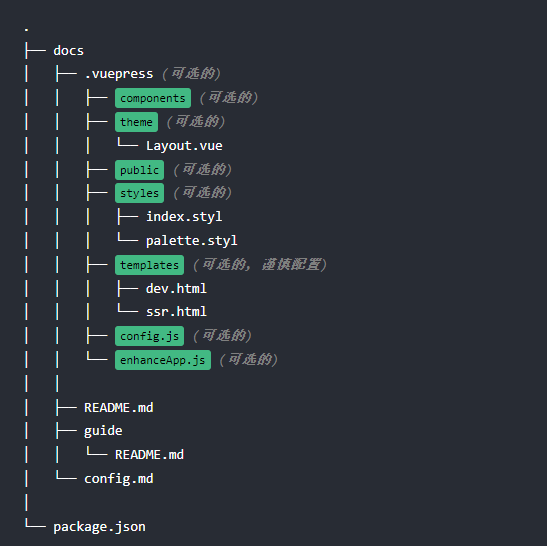 .
├── docs
│   ├── .vuepress (可选的)
│   │   ├── components (可选的)
│   │   ├── theme (可选的)
│   │   │   └── Layout.vue
│   │   ├── public (可选的)
│   │   ├── styles (可选的)
│   │   │   ├── index.styl
│   │   │   └── palette.styl
│   │   ├── templates (可选的, 谨慎配置)
│   │   │   ├── dev.html
│   │   │   └── ssr.html
│   │   ├── config.js (可选的)
│   │   └── enhanceApp.js (可选的)
│   │
│   ├── README.md
│   ├── guide
│   │   └── README.md
│   └── config.md
│
└── package.json